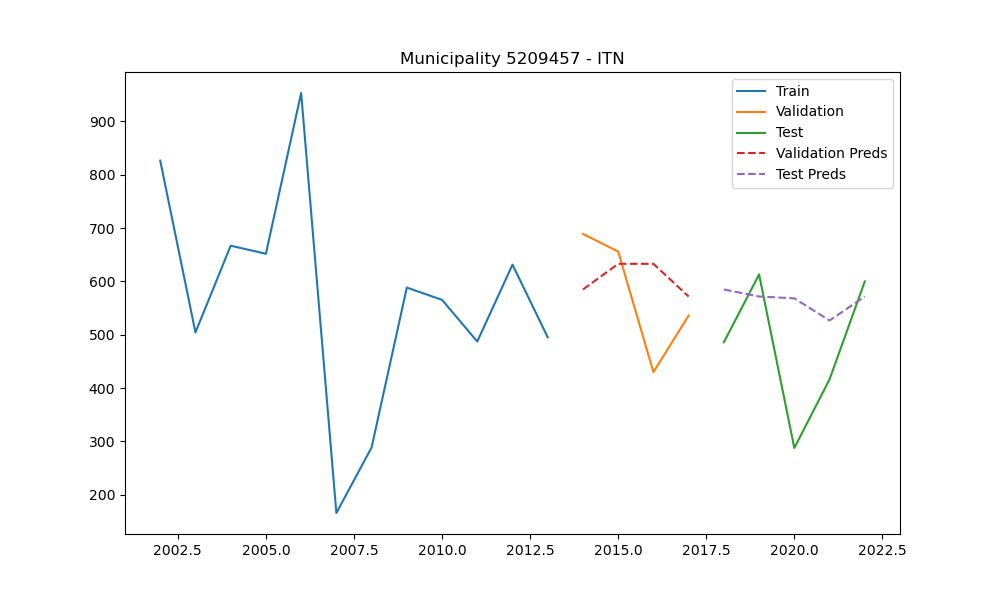 Municipality 5209457 - ITN
Train
Validation
Test
Validation Preds
Test Preds
900
800
700
600
500
400
300
200
2002.5 2005.0 2007.5 2010.0 2012.5 2015.0 2017.5 2020.0 2022.5